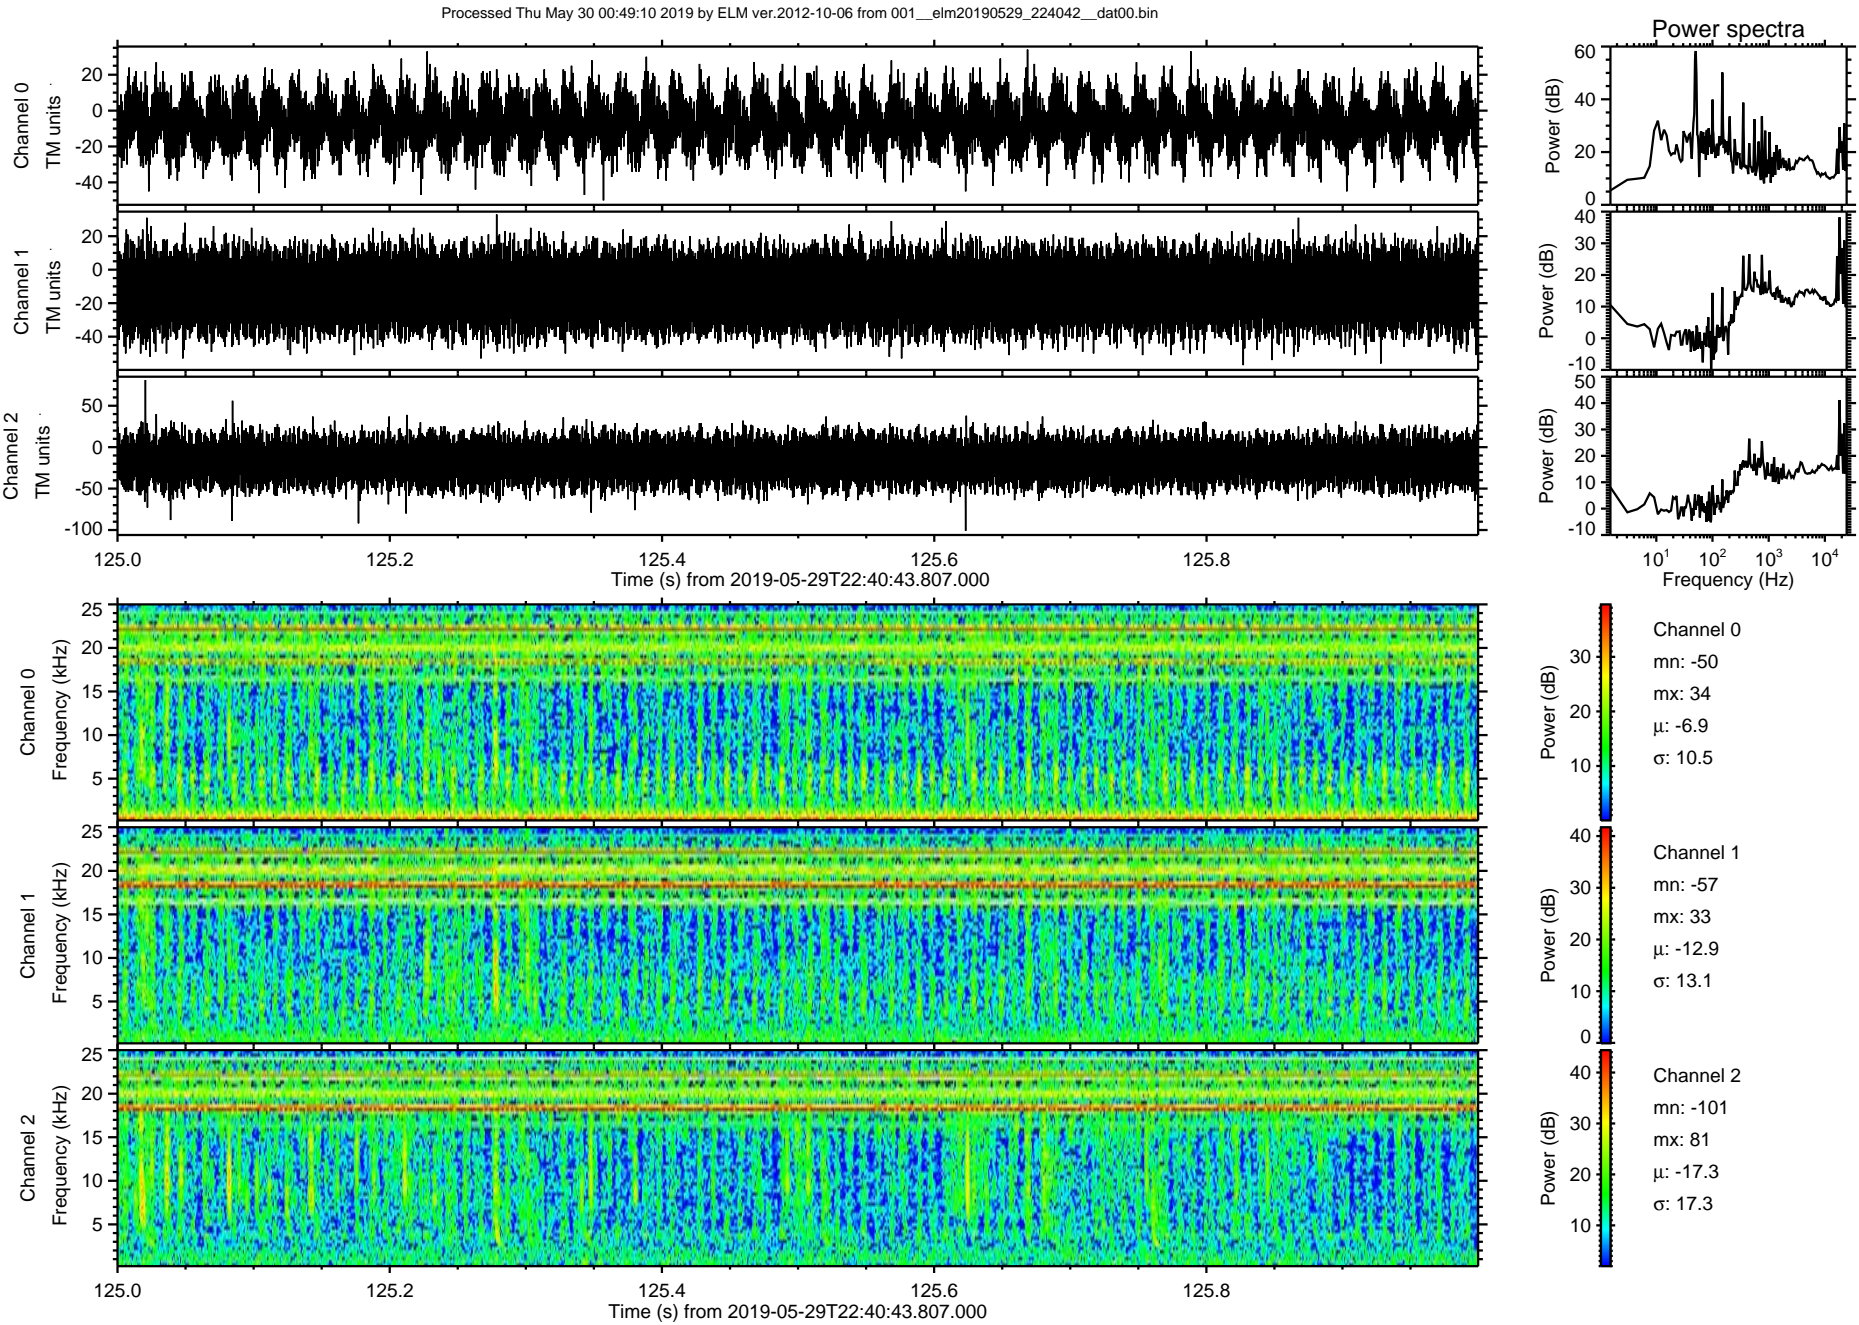 Processed Thu May 30 00:49:10 2019 by ELM ver.2012-10-06 from 001__elm20190529_224042__dat00.bin
Power spectra
Channel 0
TM units
20
0
-20
-40
Power (dB)
60
40
20
0
Channel 1
TM units
20
0
-20
-40
Power (dB)
40
30
20
10
0
-10
Channel 2
TM units
50
0
-50
-100
Power (dB)
50
40
30
20
10
0
-10
125.0 125.2 125.4 125.6 125.8
Time (s) from 2019-05-29T22:40:43.807.000
10¹ 10² 10³ 10⁴
Frequency (Hz)
Channel 0
Frequency (kHz)
25
20
15
10
5
Power (dB)
30
20
10
Channel 0
mn: -50
mx: 34
μ: -6.9
σ: 10.5
Channel 1
Frequency (kHz)
25
20
15
10
5
Power (dB)
40
30
20
10
0
Channel 1
mn: -57
mx: 33
μ: -12.9
σ: 13.1
Channel 2
Frequency (kHz)
25
20
15
10
5
Power (dB)
40
30
20
10
Channel 2
mn: -101
mx: 81
μ: -17.3
σ: 17.3
125.0 125.2 125.4 125.6 125.8
Time (s) from 2019-05-29T22:40:43.807.000